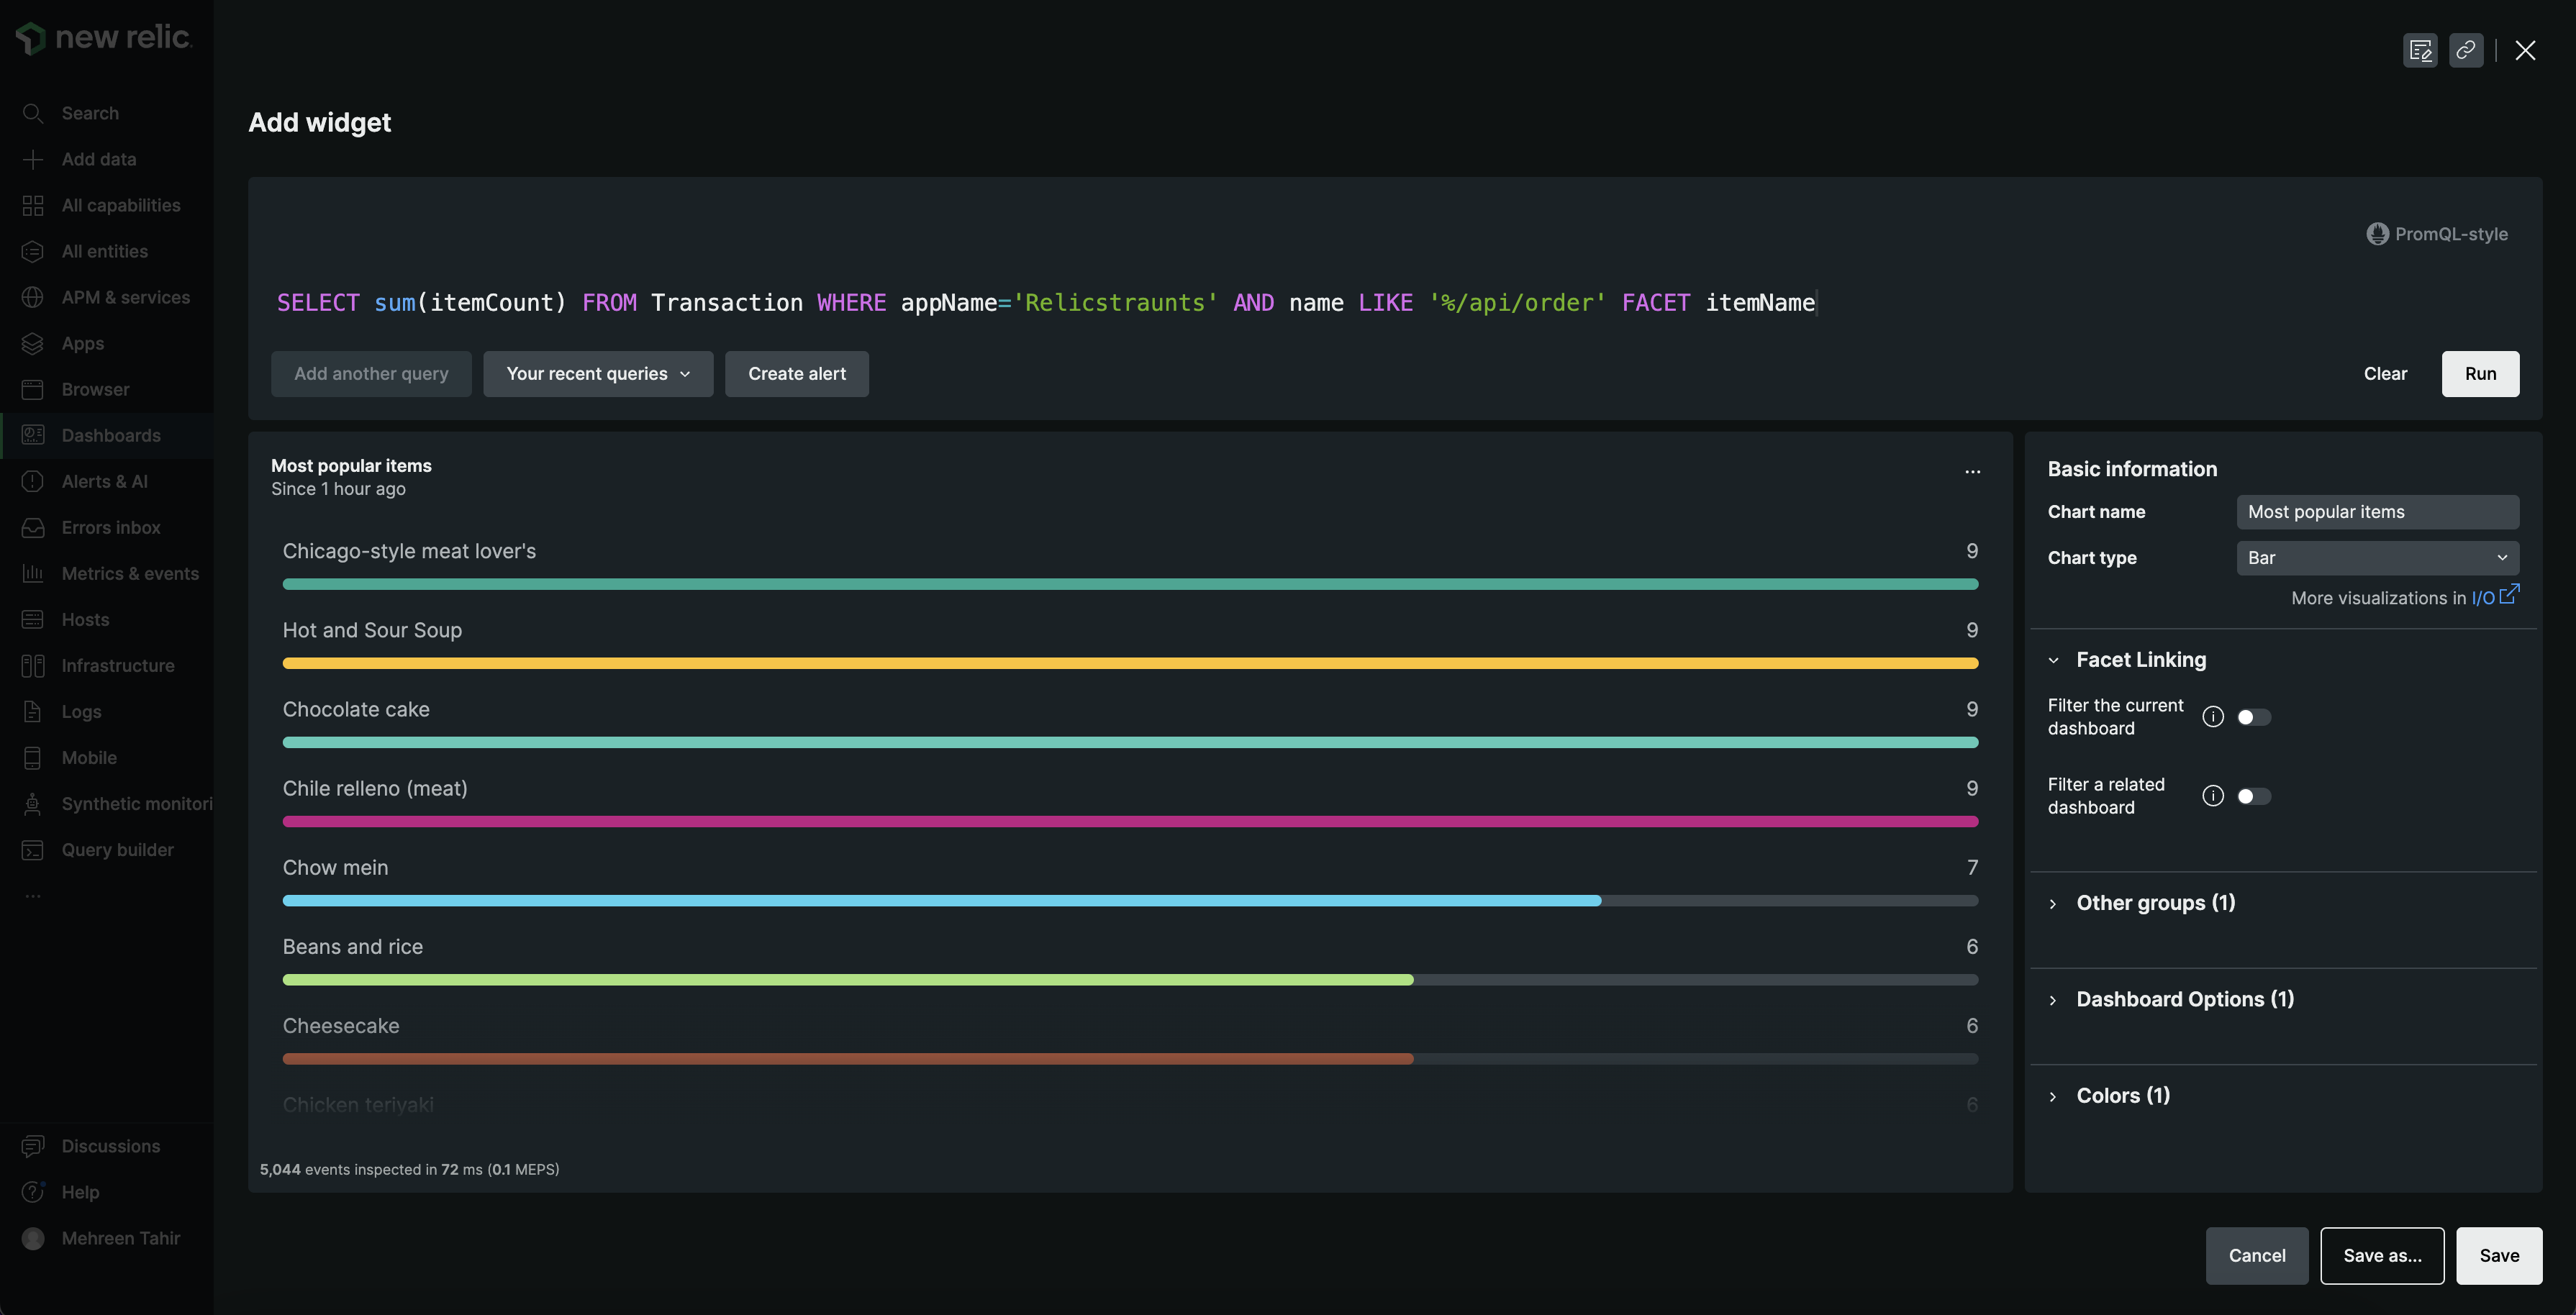 new relic.
Search
Add data
All capabilities
All entities
APM & services
Apps
Browser
Dashboards
Alerts & AI
Errors inbox
Metrics & events
Hosts
Infrastructure
Logs
Mobile
Synthetic monitori
Query builder
...
Discussions
Help
Mehreen Tahir
Add widget
PromQL-style
SELECT sum(itemCount) FROM Transaction WHERE appName='Relicstraunts' AND name LIKE '%/api/order' FACET itemName
Add another query
Your recent queries
Create alert
Clear
Run
Most popular items
...
Since 1 hour ago
Chicago-style meat lover's 9
Hot and Sour Soup 9
Chocolate cake 9
Chile relleno (meat) 9
Chow mein 7
Beans and rice 6
Cheesecake 6
Chicken teriyaki 6
5,044 events inspected in 72 ms (0.1 MEPS)
Basic information
Chart name
Most popular items
Chart type
Bar
More visualizations in I/O
Facet Linking
Filter the current
dashboard
Filter a related
dashboard
Other groups (1)
Dashboard Options (1)
Colors (1)
Cancel
Save as...
Save